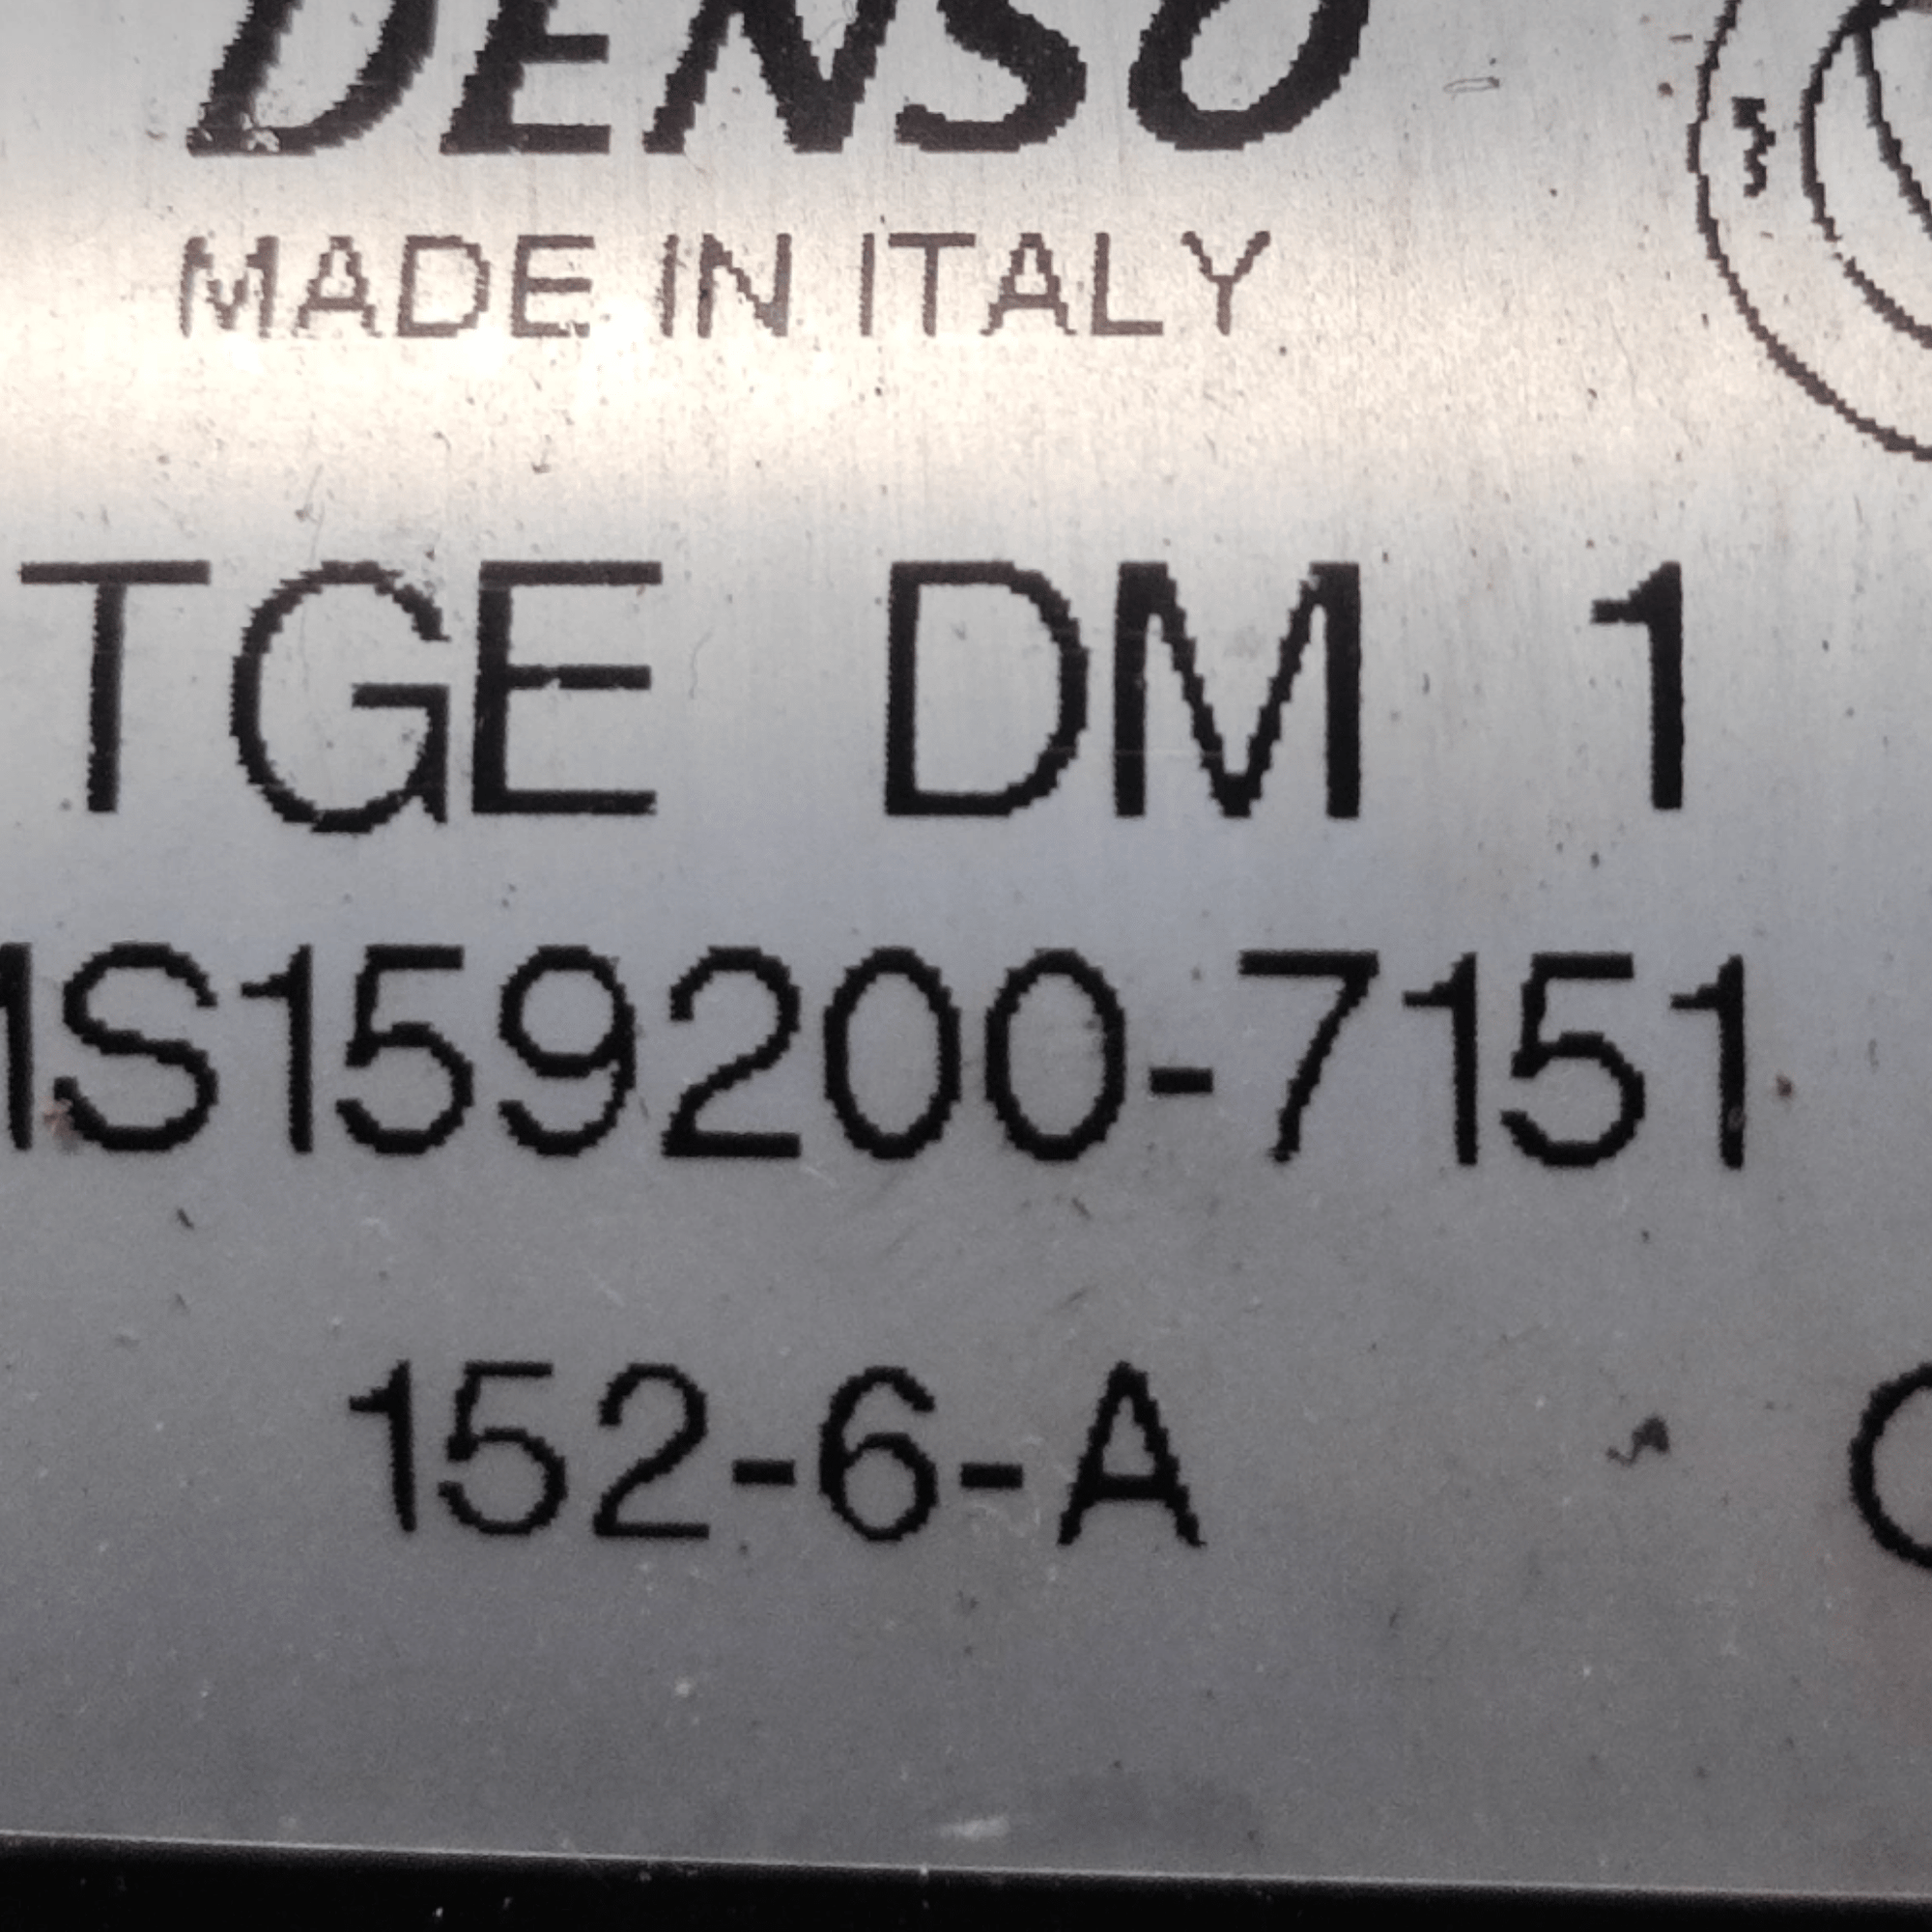 DENSO
MADE IN ITALY
TGE DM 1
MS159200-7151
152-6-A